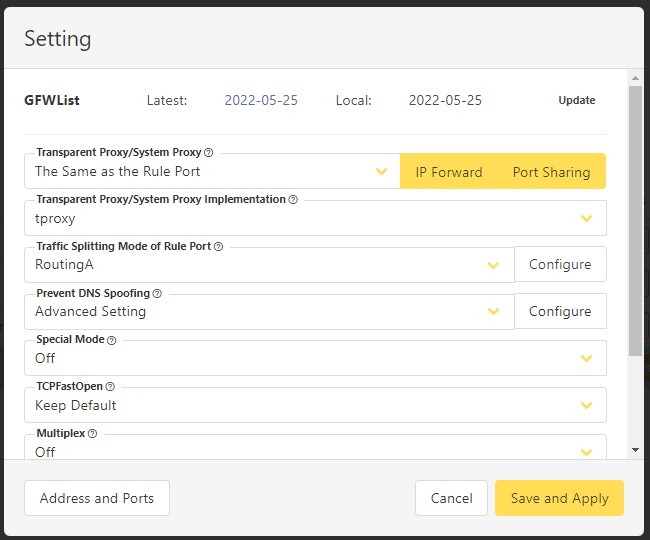 Setting
GFWList Latest: 2022-05-25 Local: 2022-05-25 Update
Transparent Proxy/System Proxy
The Same as the Rule Port IP Forward Port Sharing
Transparent Proxy/System Proxy Implementation
tproxy
Traffic Splitting Mode of Rule Port
RoutingA Configure
Prevent DNS Spoofing
Advanced Setting Configure
Special Mode
Off
TCPFastOpen
Keep Default
Multiplex
Off
Address and Ports Cancel Save and Apply